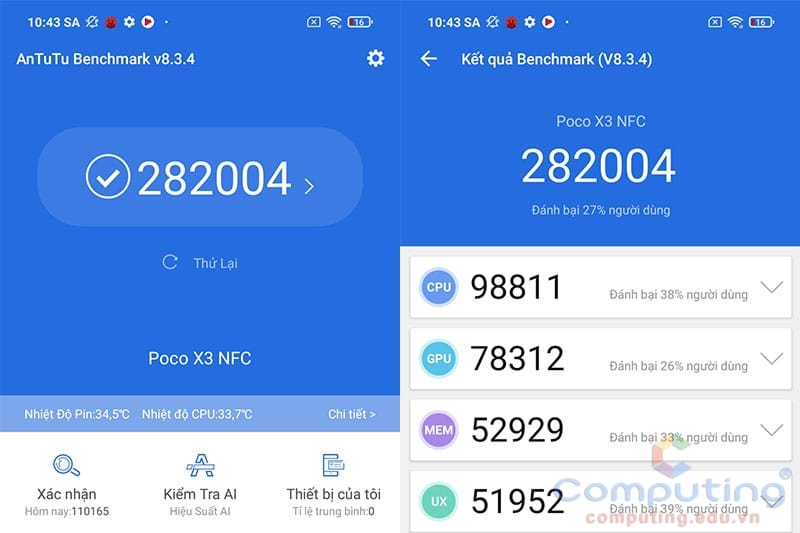 10:43 SA
16
AnTuTu Benchmark v8.3.4
282004
Thử Lại
Poco X3 NFC
Nhiệt Độ Pin:34,5℃ Nhiệt độ CPU:33,7℃ Chi tiết >
Xác nhận
Hôm nay:110165
Kiểm Tra AI
Hiệu Suất AI
Thiết bị của tôi
Tỉ lệ trung bình:0
10:43 SA
16
Kết quả Benchmark (V8.3.4)
Poco X3 NFC
282004
Đánh bại 27% người dùng
CPU 98811 Đánh bại 38% người dùng
GPU 78312 Đánh bại 26% người dùng
MEM 52929 Đánh bại 33% người dùng
UX 51952 Đánh bại 39% người dùng
Computing
computing.edu.vn